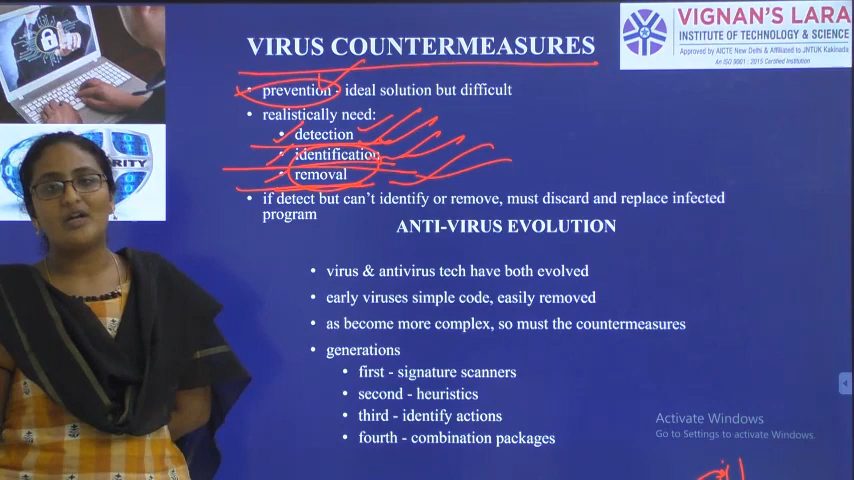 VIRUS COUNTERMEASURES
VIGNAN'S LARA
INSTITUTE OF TECHNOLOGY & SCIENCE
Approved by AICTE New Delhi & Affiliated to JNTUK Kakinada
An ISO 9001 : 2015 Certified Institution
• prevention - ideal solution but difficult
• realistically need:
• detection
• identification
• removal
• if detect but can't identify or remove, must discard and replace infected
program
ANTI-VIRUS EVOLUTION
• virus & antivirus tech have both evolved
• early viruses simple code, easily removed
• as become more complex, so must the countermeasures
• generations
• first - signature scanners
• second - heuristics
• third - identify actions
• fourth - combination packages
Activate Windows
Go to Settings to activate Windows.